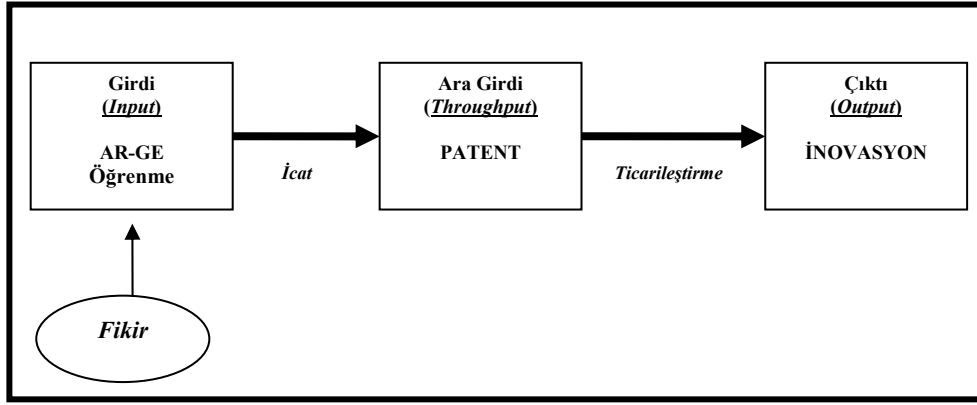 Girdi
(Input)
AR-GE
Öğrenme
İcat
Ara Girdi
(Throughput)
PATENT
Ticarileştirme
Çıktı
(Output)
İNOVASYON
Fikir